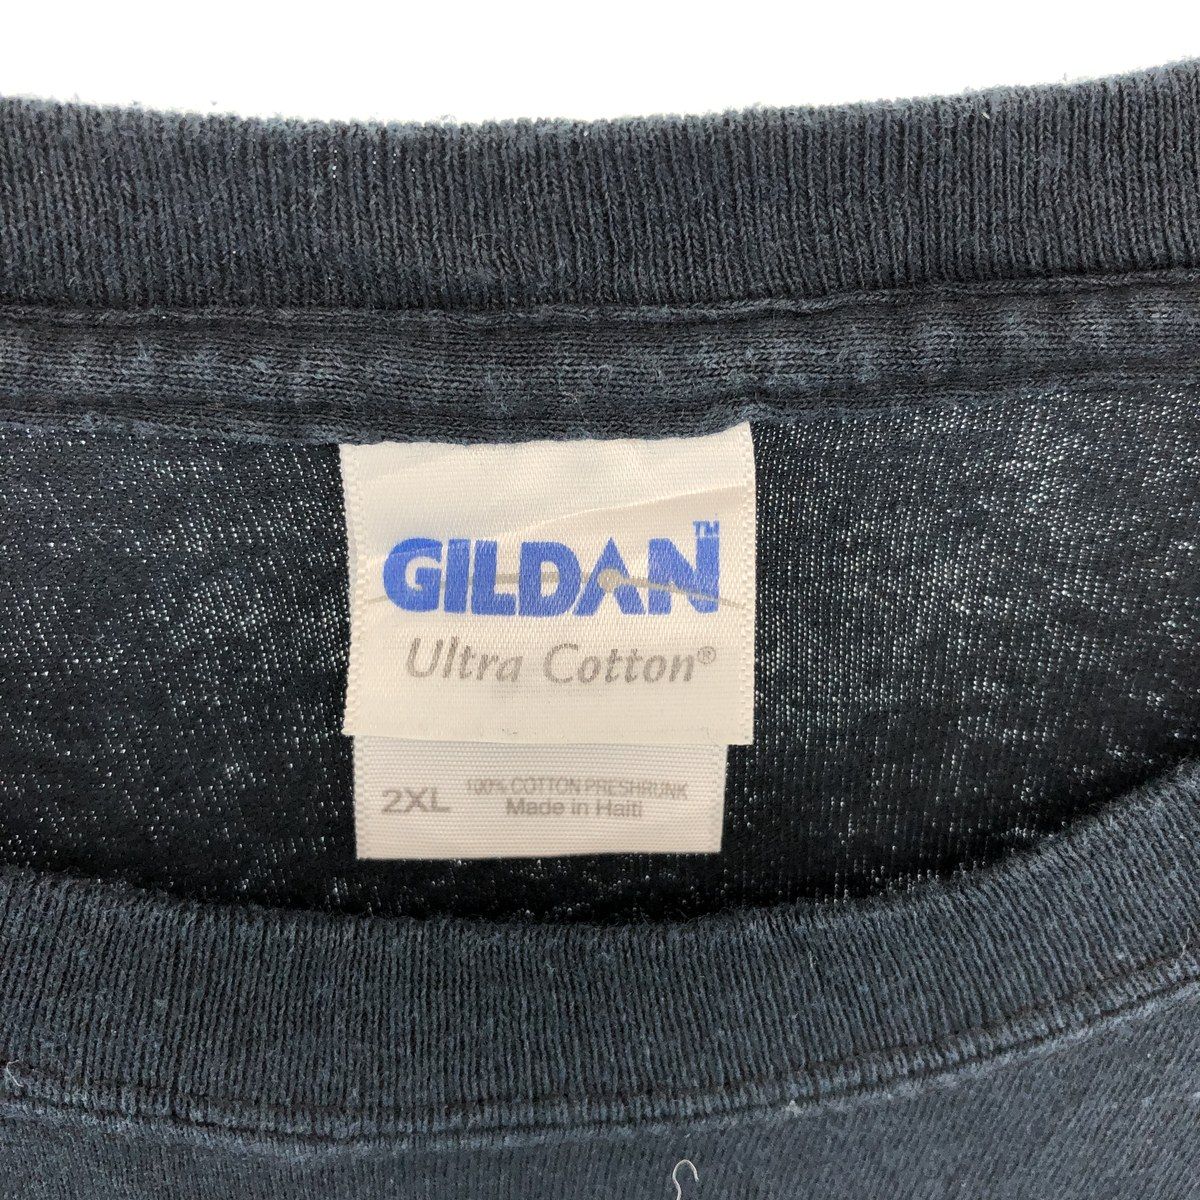 GILDAN™
Ultra Cotton®
2XL
100% COTTON PRESHRUNK
Made in Haiti